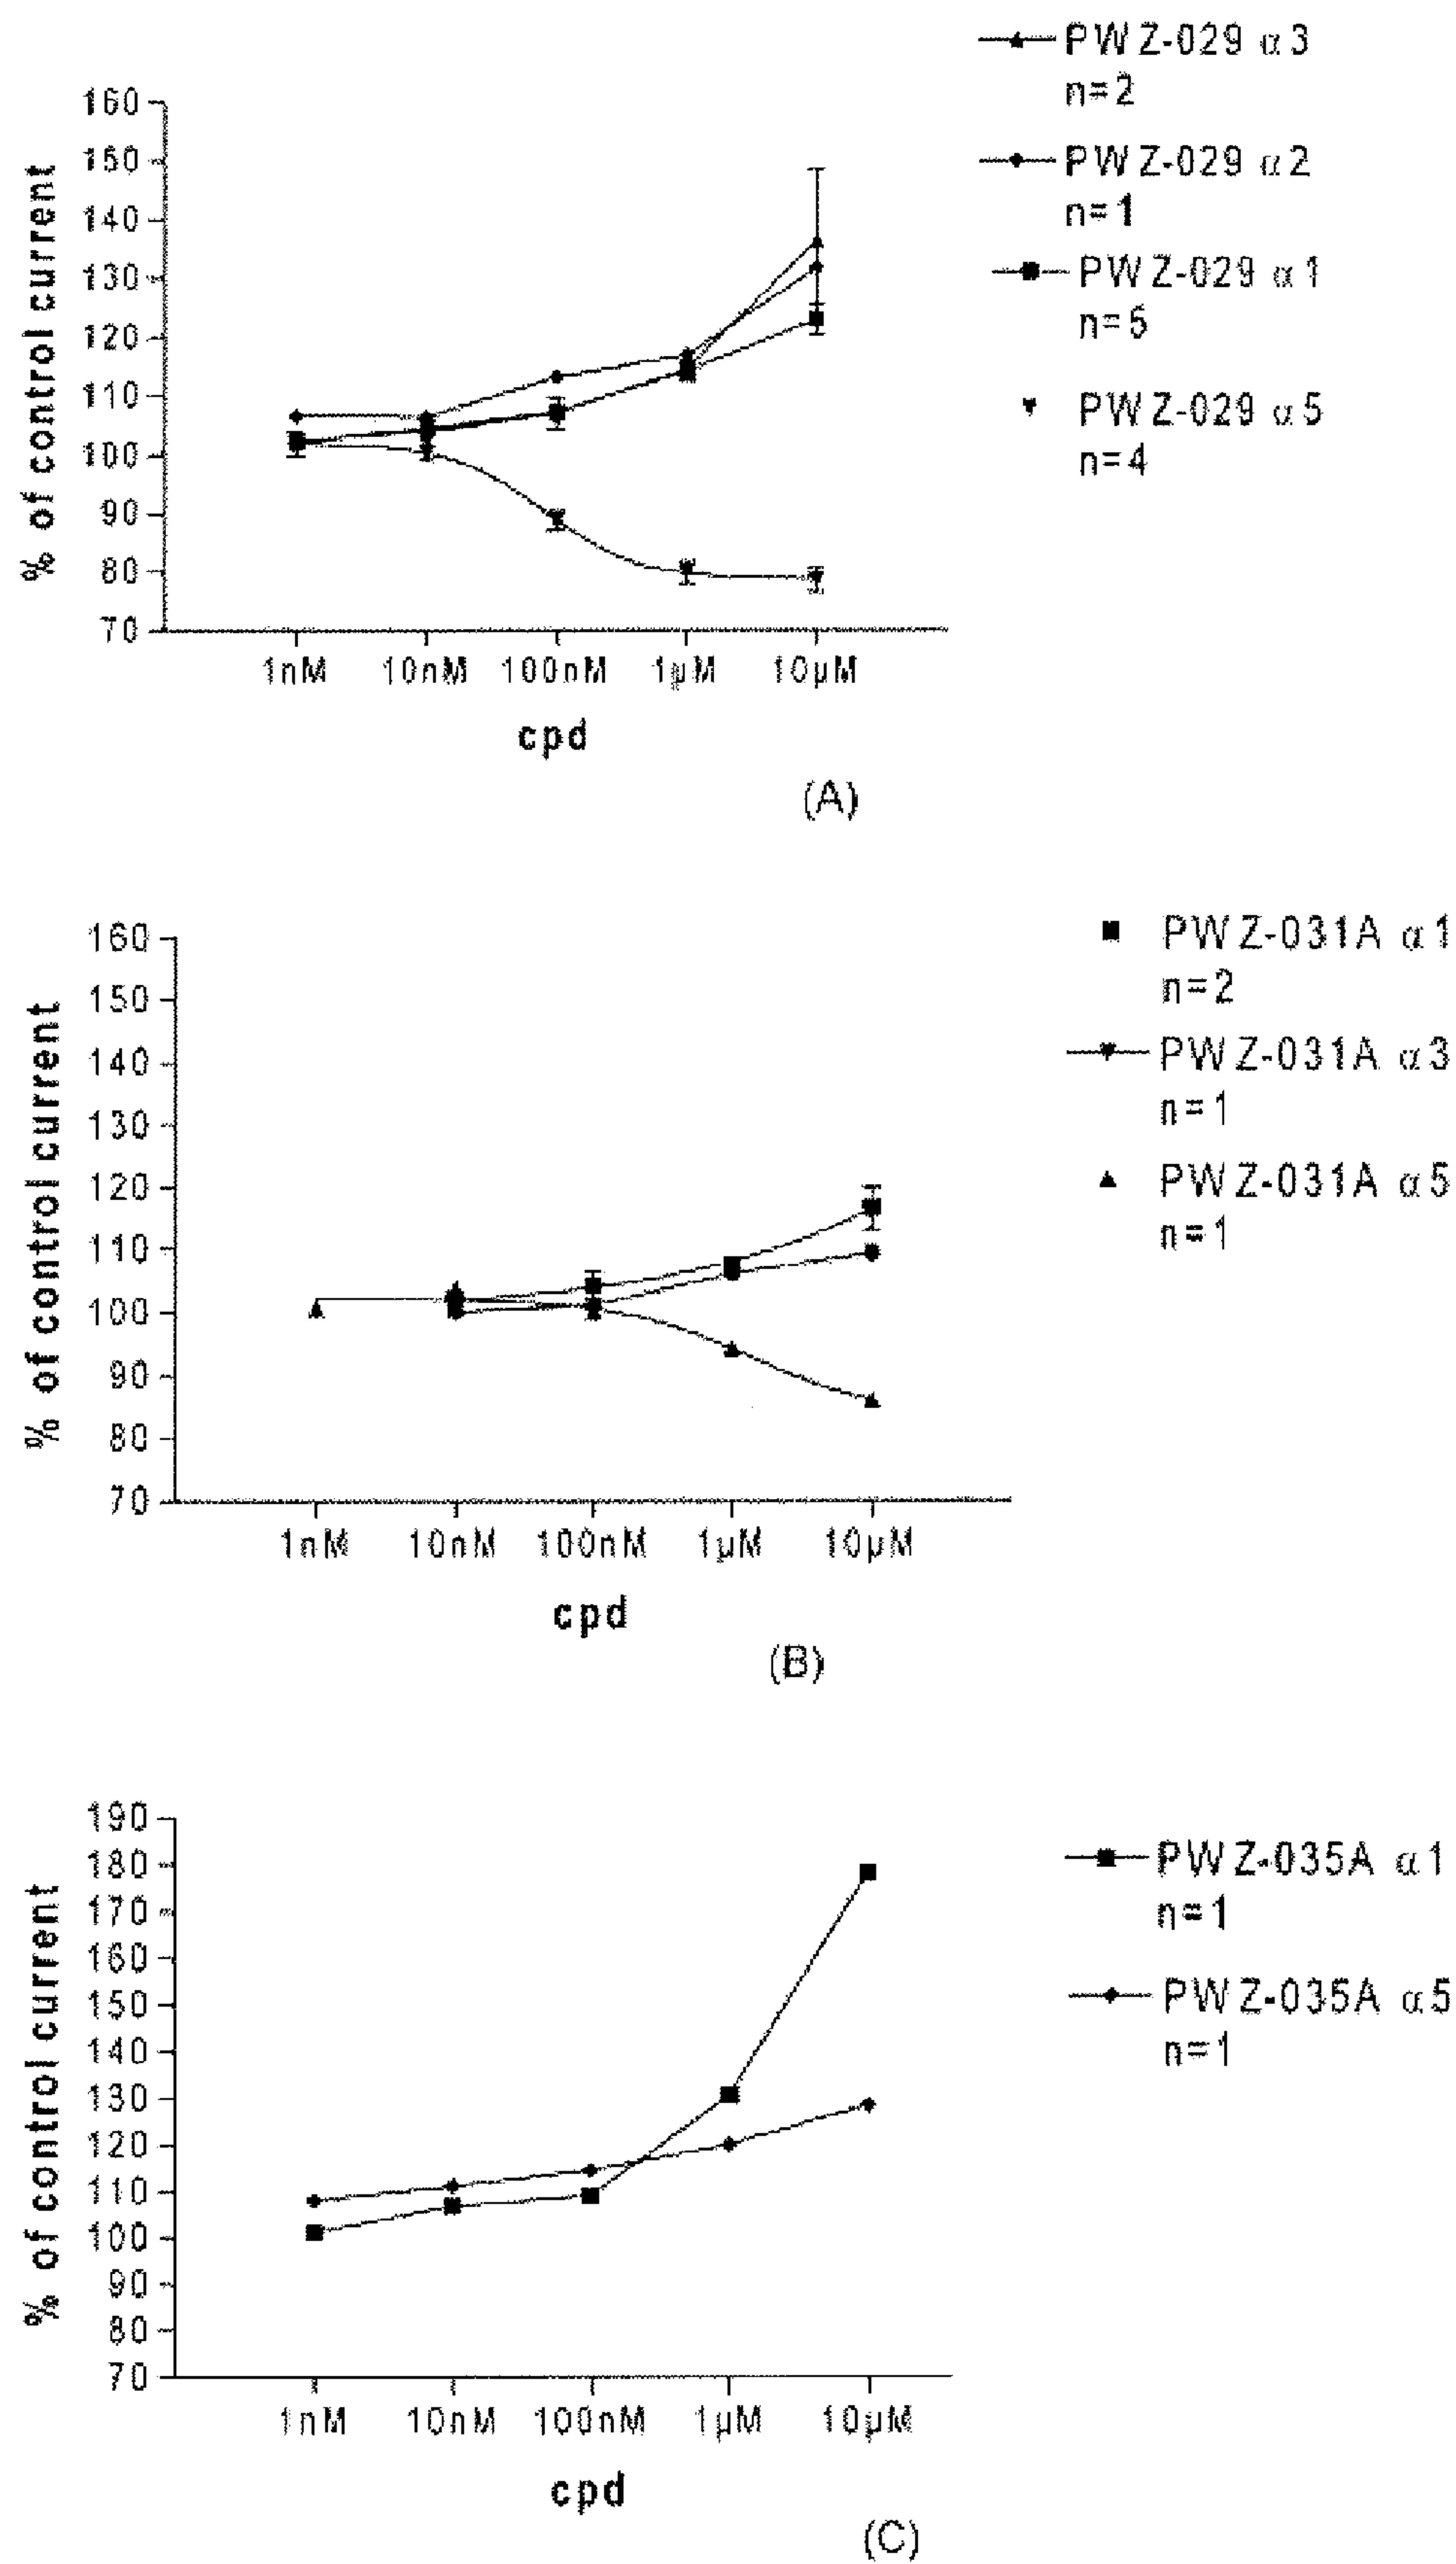 PWZ-029 α3
n=2
PWZ-029 α2
n=1
PWZ-029 α1
n=5
PWZ-029 α5
n=4
% of control current
160
150
140
130
120
110
100
90
80
70
1nM 10nM 100nM 1µM 10µM
cpd
(A)
PWZ-031A α1
n=2
PWZ-031A α3
n=1
PWZ-031A α5
n=1
% of control current
160
150
140
130
120
110
100
90
80
70
1nM 10nM 100nM 1µM 10µM
cpd
(B)
PWZ-035A α1
n=1
PWZ-035A α5
n=1
% of control current
190
180
170
160
150
140
130
120
110
100
90
80
70
1nM 10nM 100nM 1µM 10µM
cpd
(C)